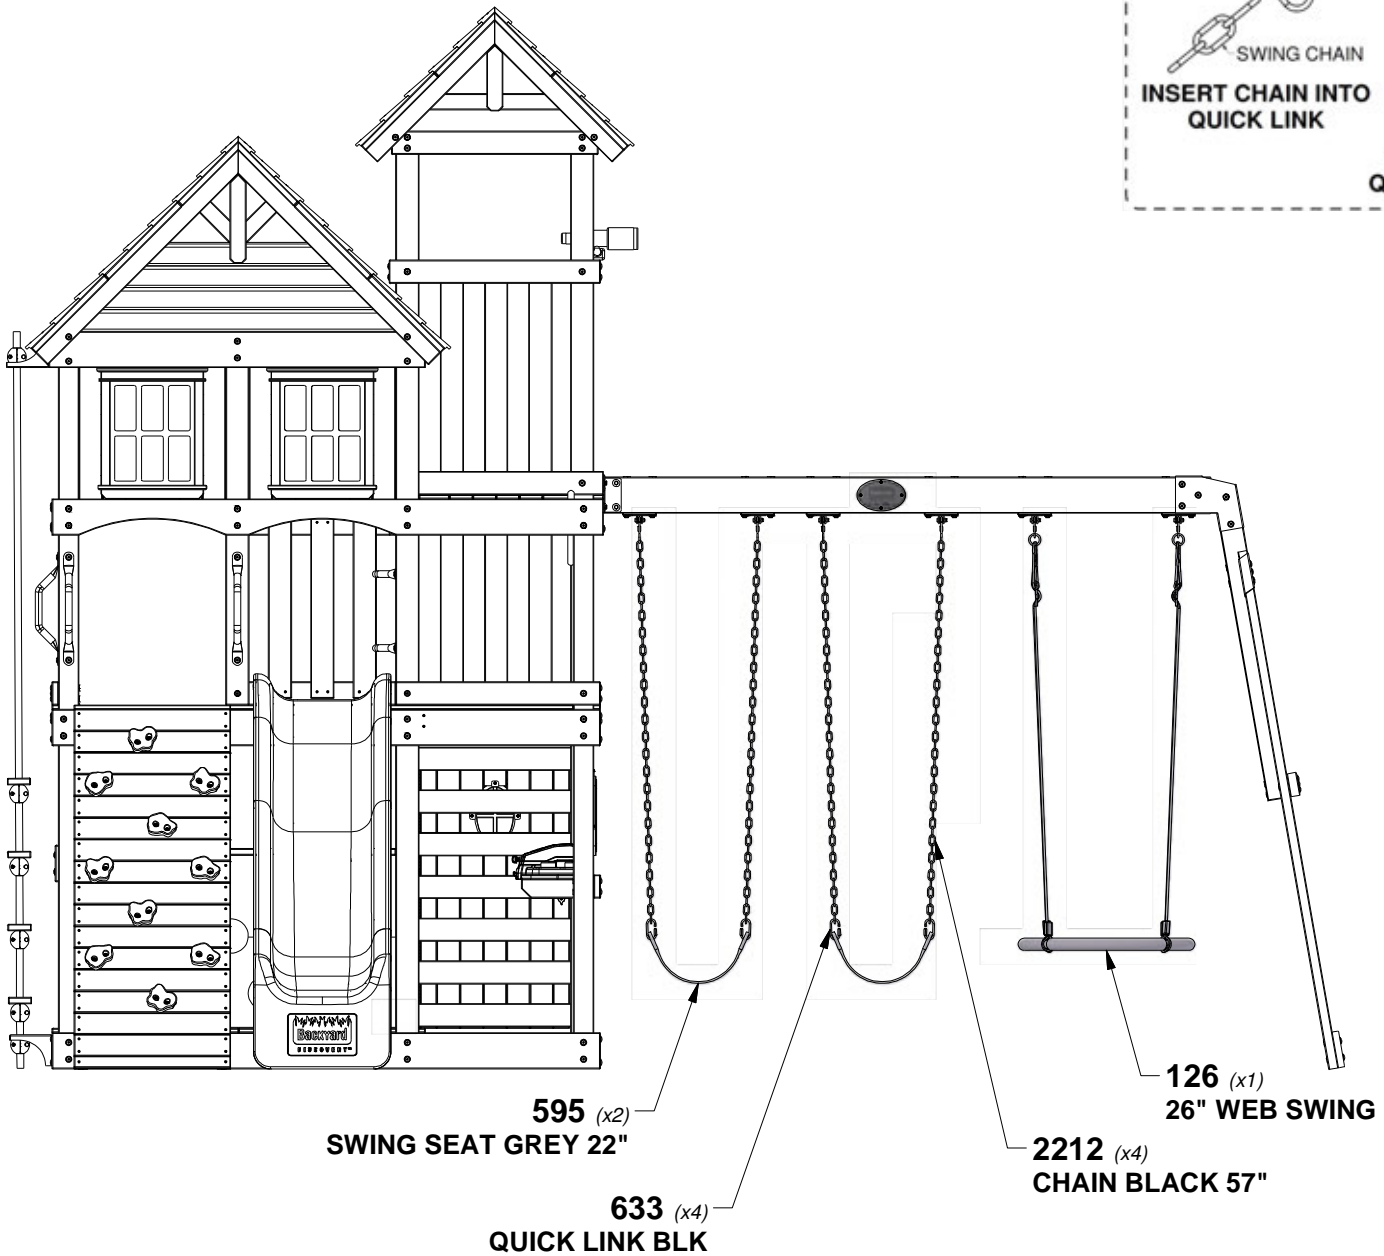 SWING CHAIN
INSERT CHAIN INTO
QUICK LINK
Q
Backyard
DISCOVERY™
595 (x2)
SWING SEAT GREY 22"
633 (x4)
QUICK LINK BLK
126 (x1)
26" WEB SWING
2212 (x4)
CHAIN BLACK 57"